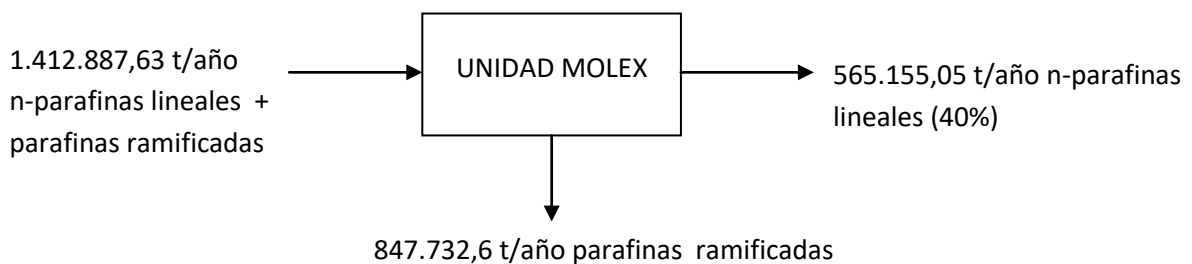 1.412.887,63 t/año
n-parafinas lineales +
parafinas ramificadas
UNIDAD MOLEX
565.155,05 t/año n-parafinas
lineales (40%)
847.732,6 t/año parafinas ramificadas